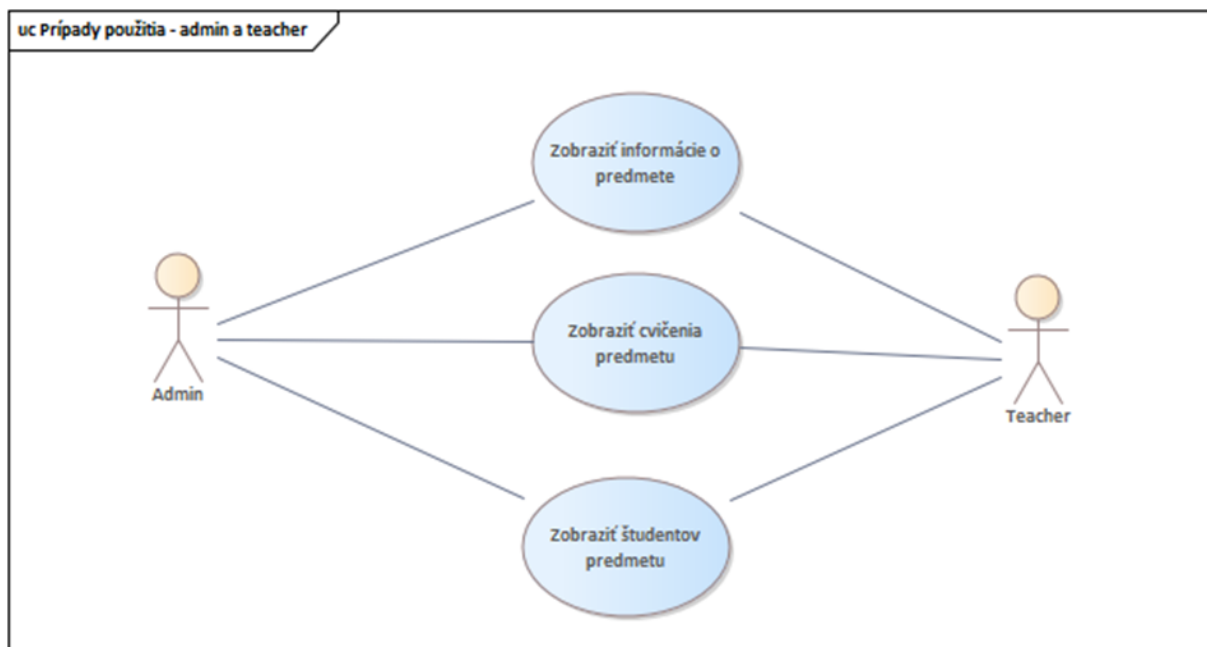 uc Prípady použitia - admin a teacher
Zobraziť informácie o
predmete
Zobraziť cvičenia
predmetu
Admin
Teacher
Zobraziť študentov
predmetu